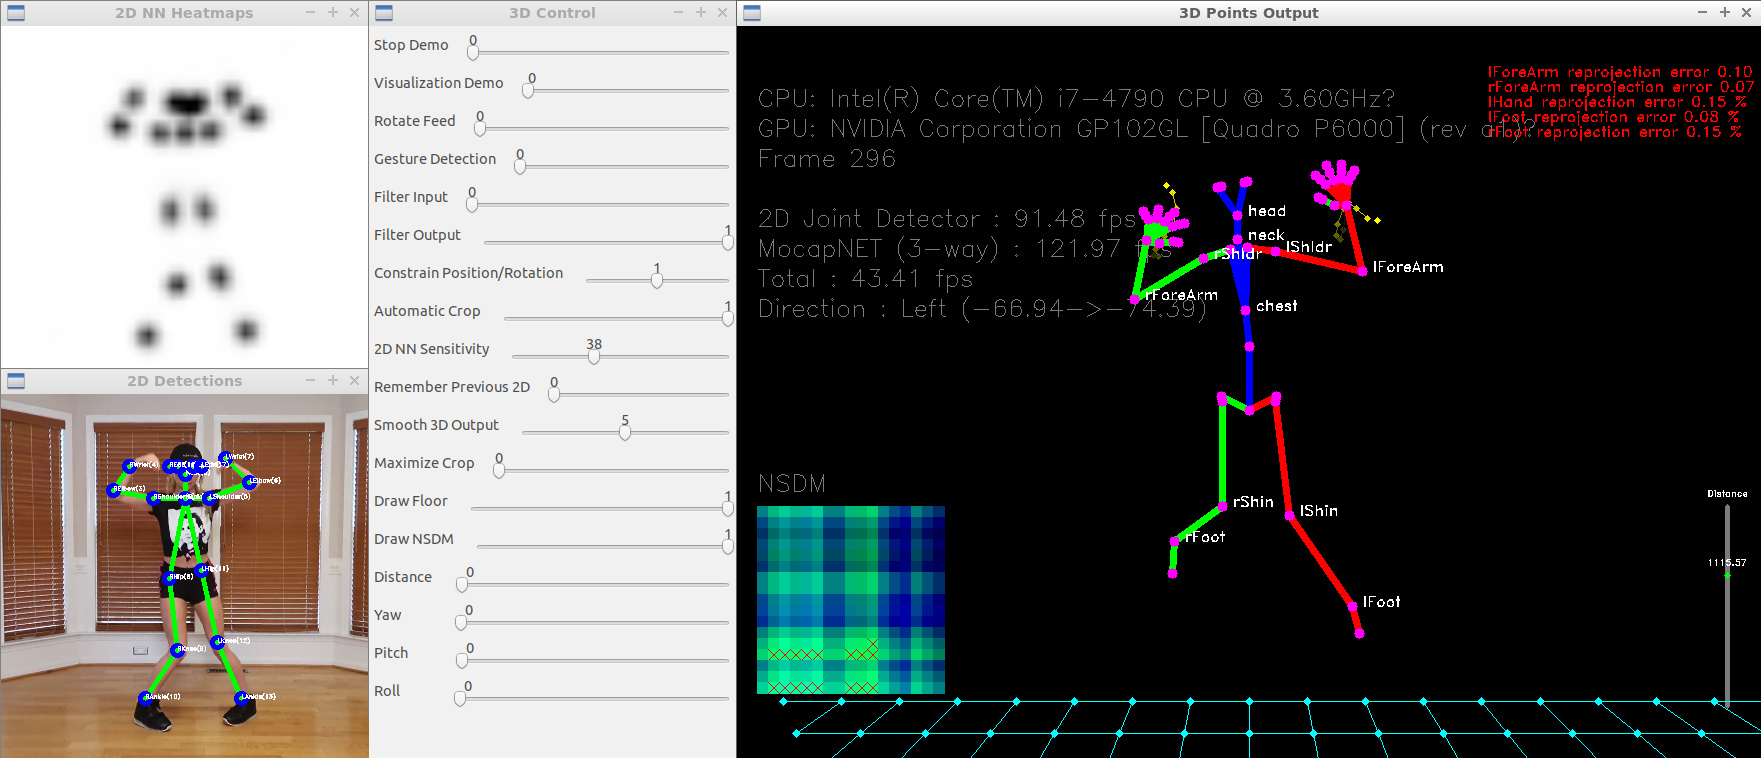 2D NN Heatmaps
3D Control
Stop Demo
0
Visualization Demo
0
Rotate Feed
0
Gesture Detection
0
Filter Input
0
Filter Output
1
Constrain Position/Rotation
1
Automatic Crop
1
2D NN Sensitivity
38
Remember Previous 2D
0
Smooth 3D Output
5
Maximize Crop
0
Draw Floor
1
Draw NSDM
1
Distance
0
Yaw
0
Pitch
0
Roll
0
2D Detections
RWrist(4)
LWrist(7)
RElbow(3)
LElbow(6)
LShoulder(5)
RHip(8)
LHip(11)
RKnee(9)
LKnee(12)
RAnkle(10)
LAnkle(13)
3D Points Output
lForeArm reprojection error 0.10
rForeArm reprojection error 0.07
lHand reprojection error 0.15 %
lFoot reprojection error 0.08 %
rFoot reprojection error 0.15 %
CPU: Intel(R) Core(TM) i7-4790 CPU @ 3.60GHz?
GPU: NVIDIA Corporation GP102GL [Quadro P6000] (rev a1)?
Frame 296
2D Joint Detector : 91.48 fps
MocapNET (3-way) : 121.97 fps
Total : 43.41 fps
Direction : Left (-66.94->-74.39)
head
neck
rShldr
lShldr
lForeArm
rForeArm
chest
rShin
lShin
rFoot
lFoot
NSDM
Distance
1115.57